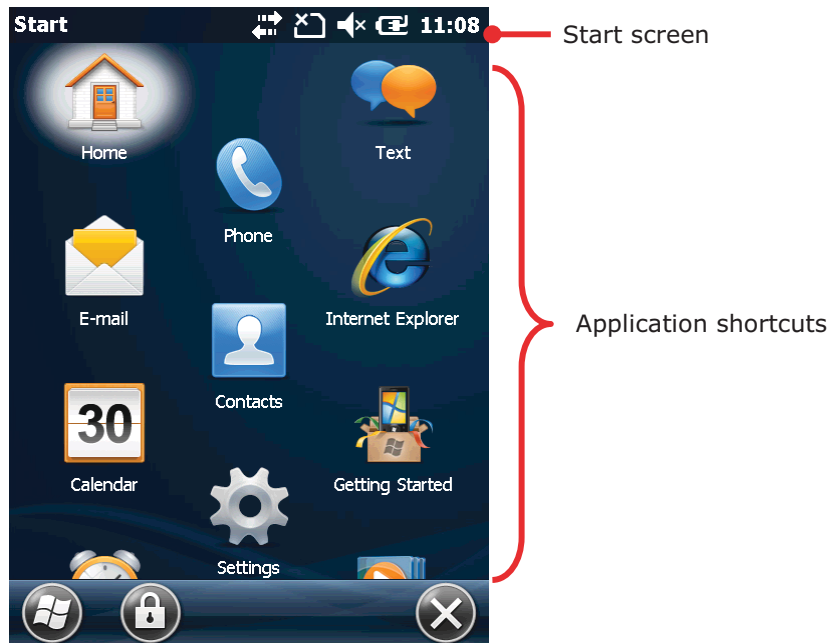 Start 11:08
Start screen
Home
Text
Phone
E-mail
Internet Explorer
Application shortcuts
Contacts
30
Calendar
Getting Started
Settings